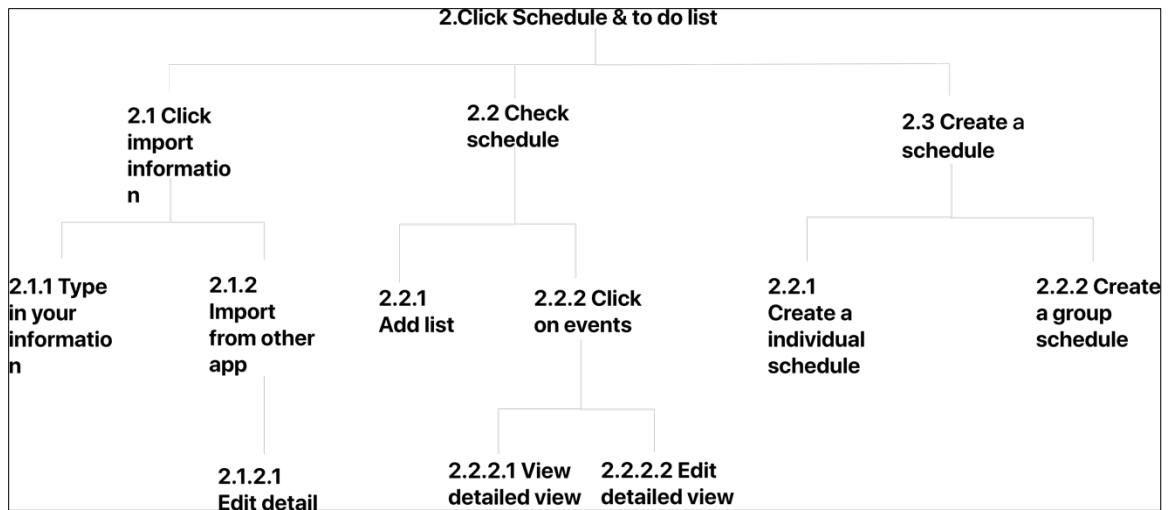 2.Click Schedule & to do list
2.1 Click
import
informatio
n
2.2 Check
schedule
2.3 Create a
schedule
2.1.1 Type
in your
informatio
n
2.1.2
Import
from other
app
2.2.1
Add list
2.2.2 Click
on events
2.2.1
Create a
individual
schedule
2.2.2 Create
a group
schedule
2.1.2.1
Edit detail
2.2.2.1 View
detailed view
2.2.2.2 Edit
detailed view